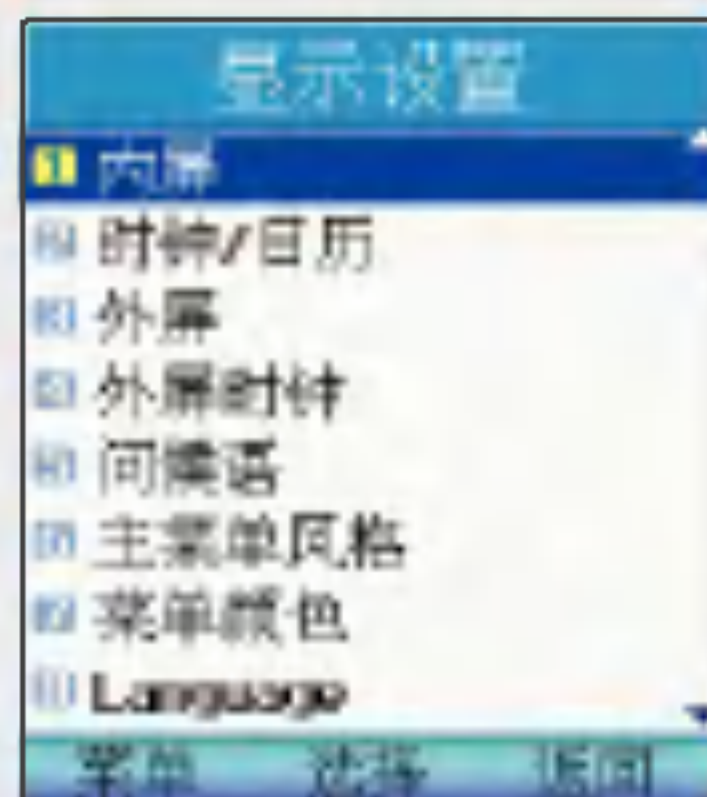 显示设置
1 内屏
时钟/日历
外屏
外屏时钟
问候语
主菜单风格
菜单颜色
Language
菜单 选择 返回